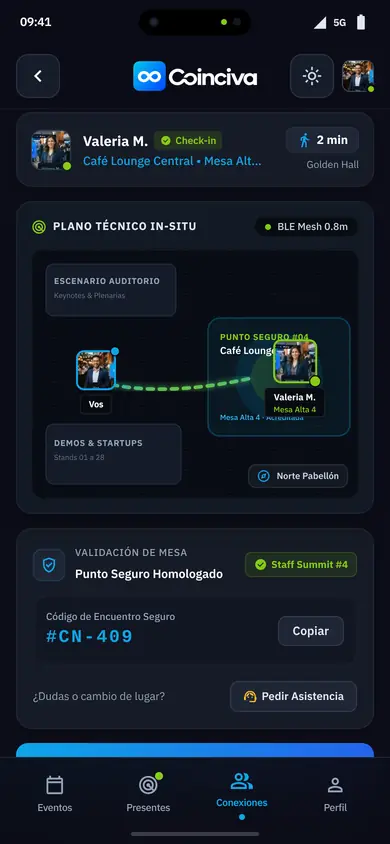 09:41
5G
Coinciva
Valeria M.
Check-in
2 min
Café Lounge Central • Mesa Alt...
Golden Hall
PLANO TÉCNICO IN-SITU
BLE Mesh 0.8m
ESCENARIO AUDITORIO
Keynotes & Plenarias
PUNTO SEGURO #04
Café Lounge
Vos
Valeria M.
Mesa Alta 4
Mesa Alta 4 · Acreditada
DEMOS & STARTUPS
Stands 01 a 28
Norte Pabellón
VALIDACIÓN DE MESA
Punto Seguro Homologado
Staff Summit #4
Código de Encuentro Seguro
#CN-409
Copiar
¿Dudas o cambio de lugar?
Pedir Asistencia
Eventos
Presentes
Conexiones
Perfil